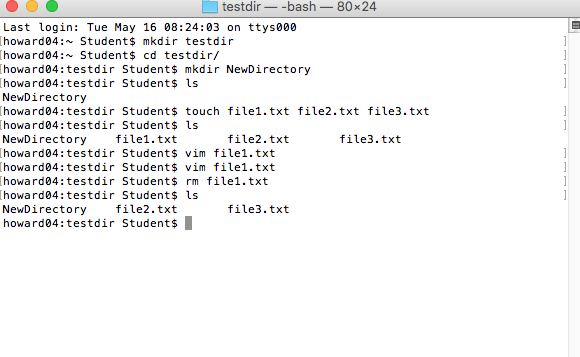 testdir — -bash — 80×24
Last login: Tue May 16 08:24:03 on ttys000
[howard04:~ Student$ mkdir testdir ]
[howard04:~ Student$ cd testdir/ ]
[howard04:testdir Student$ mkdir NewDirectory ]
[howard04:testdir Student$ ls ]
NewDirectory
[howard04:testdir Student$ touch file1.txt file2.txt file3.txt ]
[howard04:testdir Student$ ls ]
NewDirectory    file1.txt       file2.txt       file3.txt
[howard04:testdir Student$ vim file1.txt ]
[howard04:testdir Student$ vim file1.txt ]
[howard04:testdir Student$ rm file1.txt ]
[howard04:testdir Student$ ls ]
NewDirectory    file2.txt       file3.txt
howard04:testdir Student$